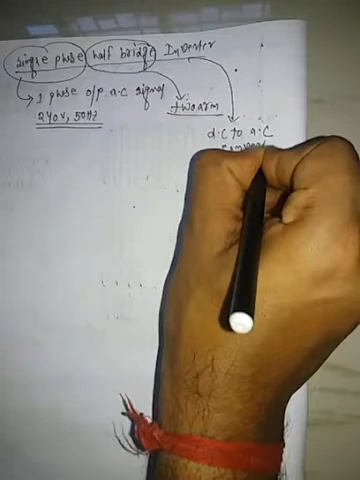 single phase half bridge Inverter
→ 1 phase o/p a.c signal
240V, 50Hz
two arm
d.c to a.c